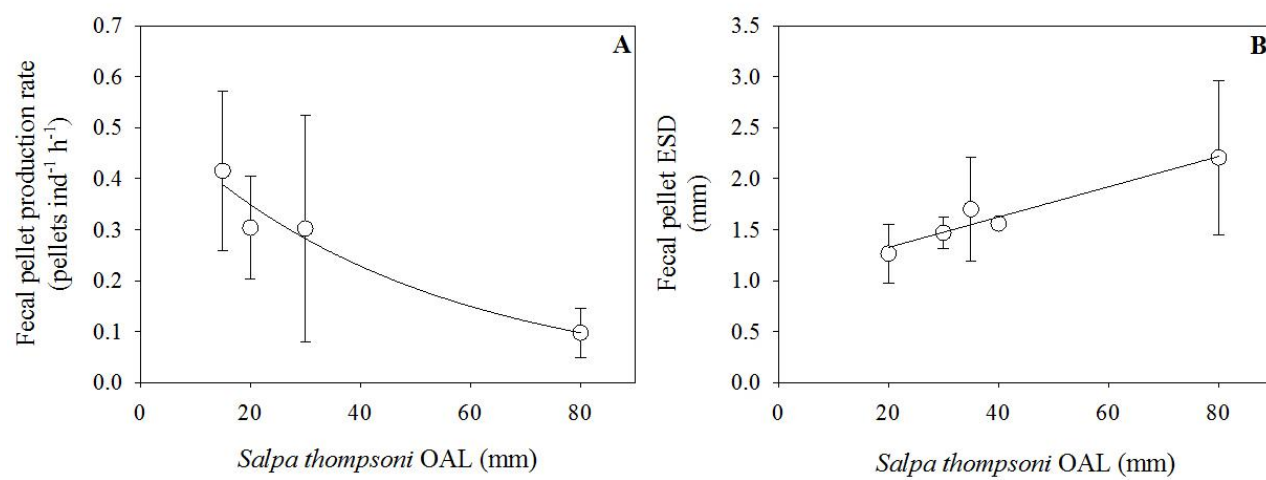 A
Fecal pellet production rate
(pellets ind⁻¹ h⁻¹)
0.7
0.6
0.5
0.4
0.3
0.2
0.1
0.0
0 20 40 60 80
Salpa thompsoni OAL (mm)
B
Fecal pellet ESD
(mm)
3.5
3.0
2.5
2.0
1.5
1.0
0.5
0.0
0 20 40 60 80
Salpa thompsoni OAL (mm)